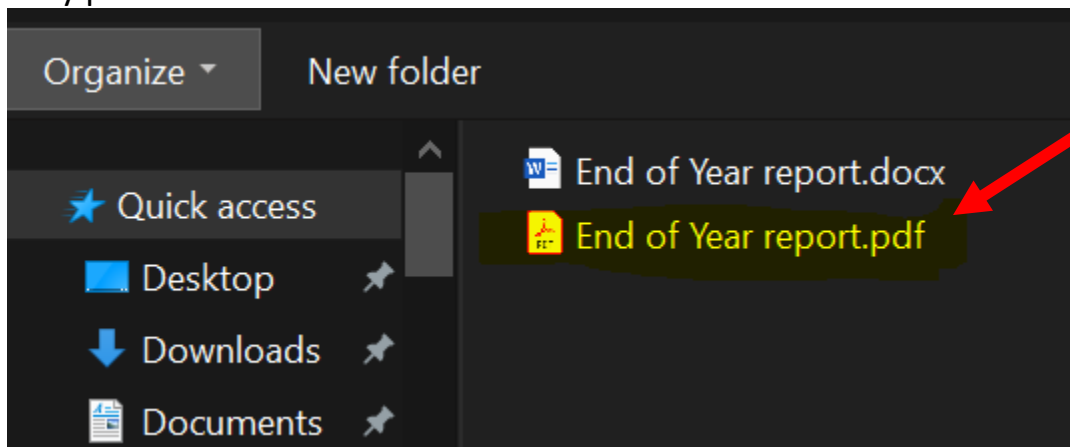 Organize New folder
Quick access
Desktop
Downloads
Documents
End of Year report.docx
End of Year report.pdf